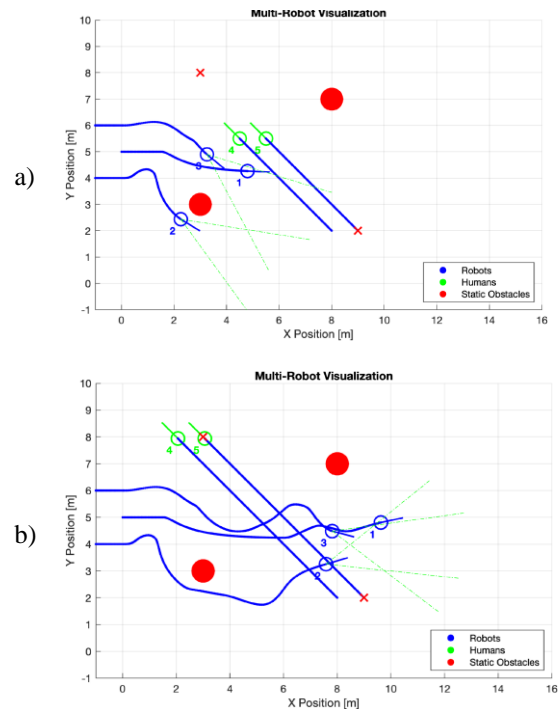 a)
Multi-Robot Visualization
10
9
8
7
6
5
4
3
2
1
0
-1
Y Position [m]
4
5
3
1
2
Robots
Humans
Static Obstacles
0 2 4 6 8 10 12 14 16
X Position [m]
b)
Multi-Robot Visualization
10
9
8
7
6
5
4
3
2
1
0
-1
Y Position [m]
4
5
1
3
2
Robots
Humans
Static Obstacles
0 2 4 6 8 10 12 14 16
X Position [m]